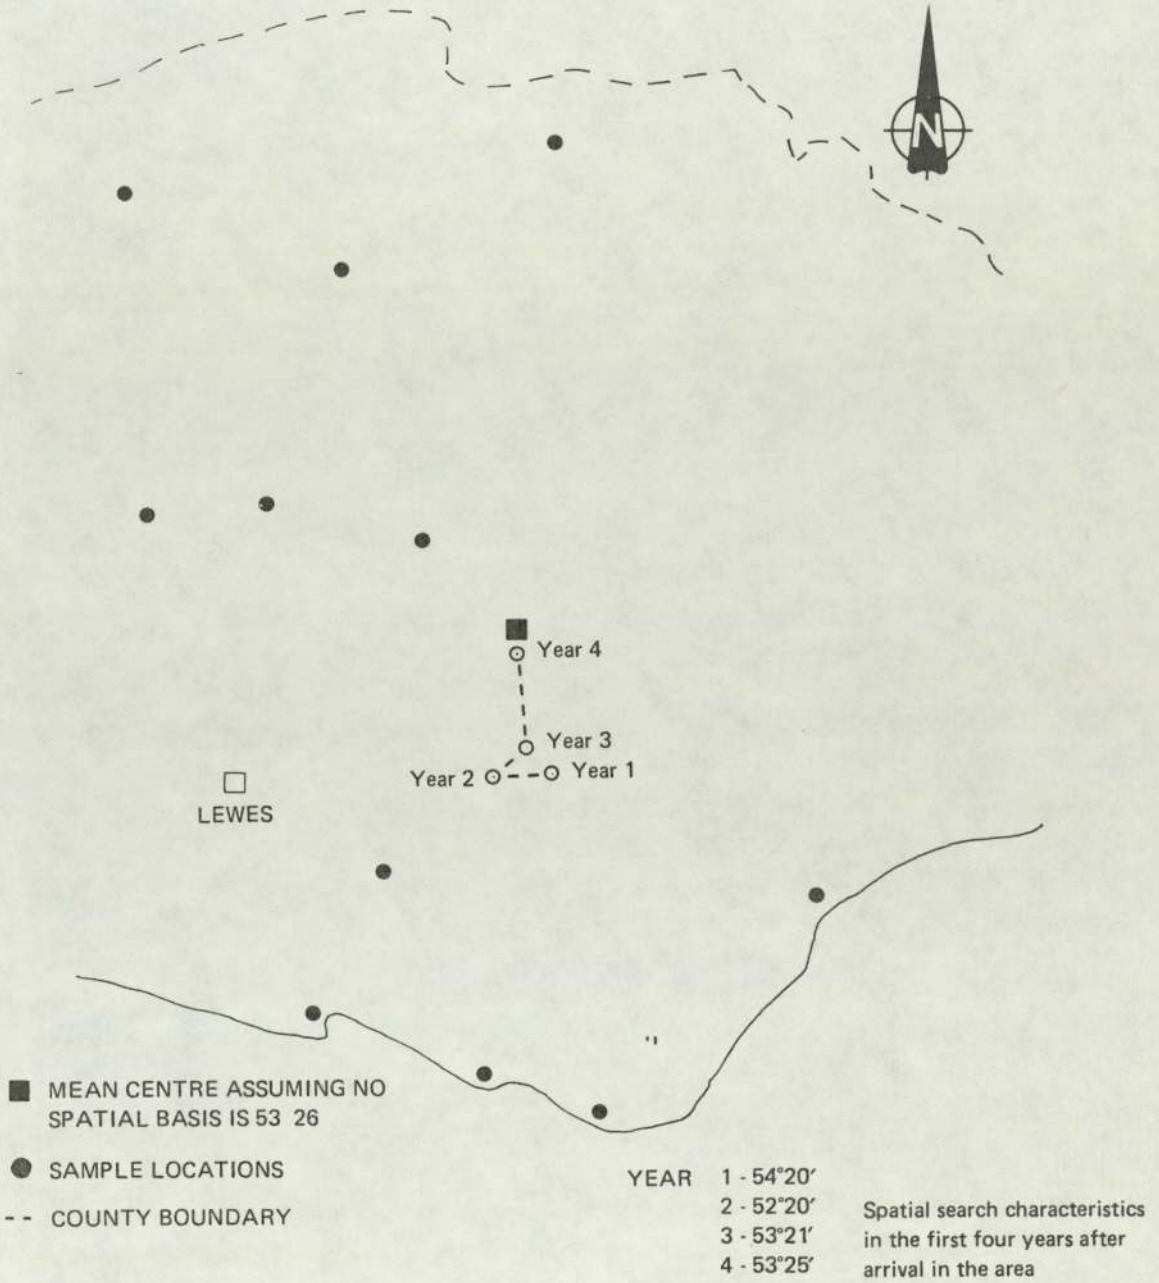 N
Year 4
Year 3
Year 2
Year 1
LEWES
MEAN CENTRE ASSUMING NO
SPATIAL BASIS IS 53 26
SAMPLE LOCATIONS
COUNTY BOUNDARY
YEAR 1 - 54°20′
2 - 52°20′
3 - 53°21′
4 - 53°25′
Spatial search characteristics
in the first four years after
arrival in the area